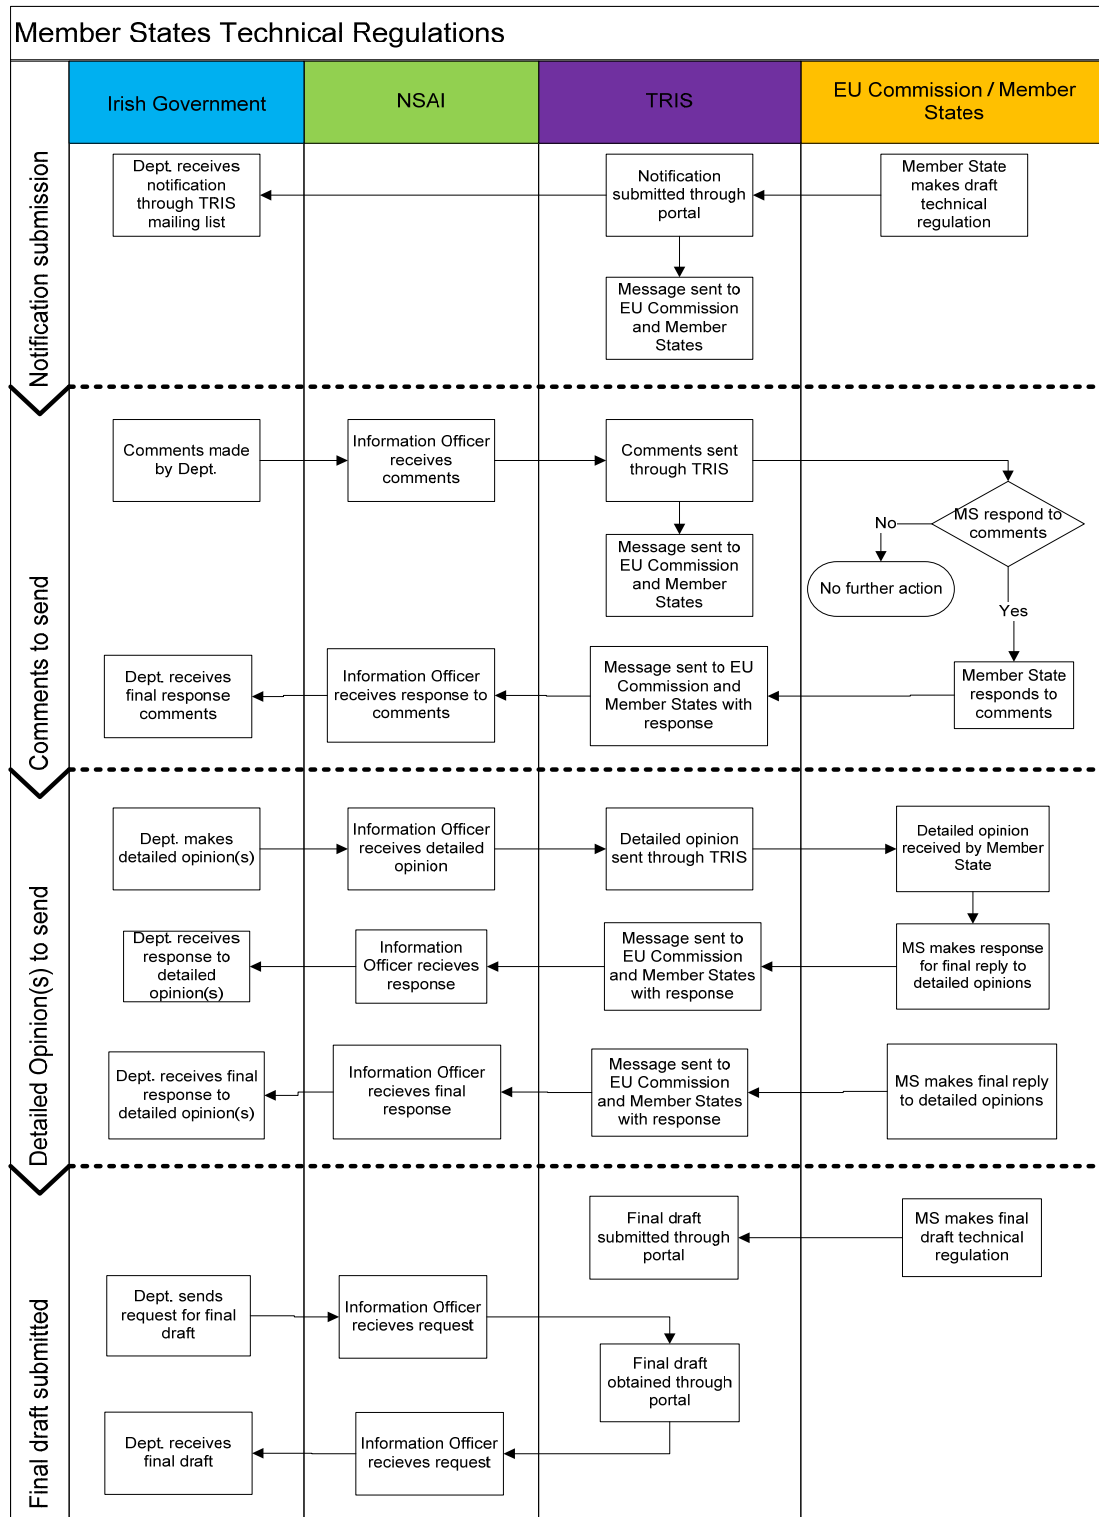 Member States Technical Regulations
Irish Government
NSAI
TRIS
EU Commission / Member
States
Notification submission
Dept. receives
notification
through TRIS
mailing list
Notification
submitted through
portal
Member State
makes draft
technical
regulation
Message sent to
EU Commission
and Member
States
Comments to send
Comments made
by Dept.
Information Officer
receives
comments
Comments sent
through TRIS
MS respond to
comments
No
No further action
Yes
Message sent to
EU Commission
and Member
States
Dept. receives
final response
comments
Information Officer
receives response to
comments
Message sent to EU
Commission and
Member States with
response
Member State
responds to
comments
Detailed Opinion(s) to send
Dept. makes
detailed opinion(s)
Information Officer
receives detailed
opinion
Detailed opinion
sent through TRIS
Detailed opinion
received by Member
State
Dept. receives
response to
detailed
opinion(s)
Information
Officer recieves
response
Message sent to
EU Commission
and Member States
with response
MS makes response
for final reply to
detailed opinions
Dept. receives final
response to
detailed opinion(s)
Information Officer
recieves final
response
Message sent to
EU Commission
and Member States
with response
MS makes final reply
to detailed opinions
Final draft submitted
Final draft
submitted through
portal
MS makes final
draft technical
regulation
Dept. sends
request for final
draft
Information Officer
recieves request
Final draft
obtained through
portal
Dept. receives
final draft
Information Officer
recieves request